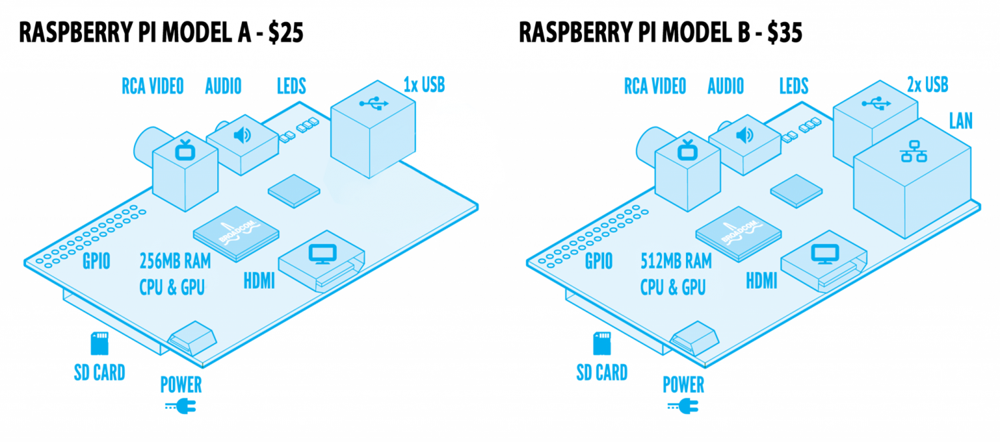 RASPBERRY PI MODEL A - $25
RCA VIDEO
AUDIO
LEDS
1x USB
BROADCOM
GPIO
256MB RAM
CPU & GPU
HDMI
SD CARD
POWER
RASPBERRY PI MODEL B - $35
RCA VIDEO
AUDIO
LEDS
2x USB
LAN
BROADCOM
GPIO
512MB RAM
CPU & GPU
HDMI
SD CARD
POWER